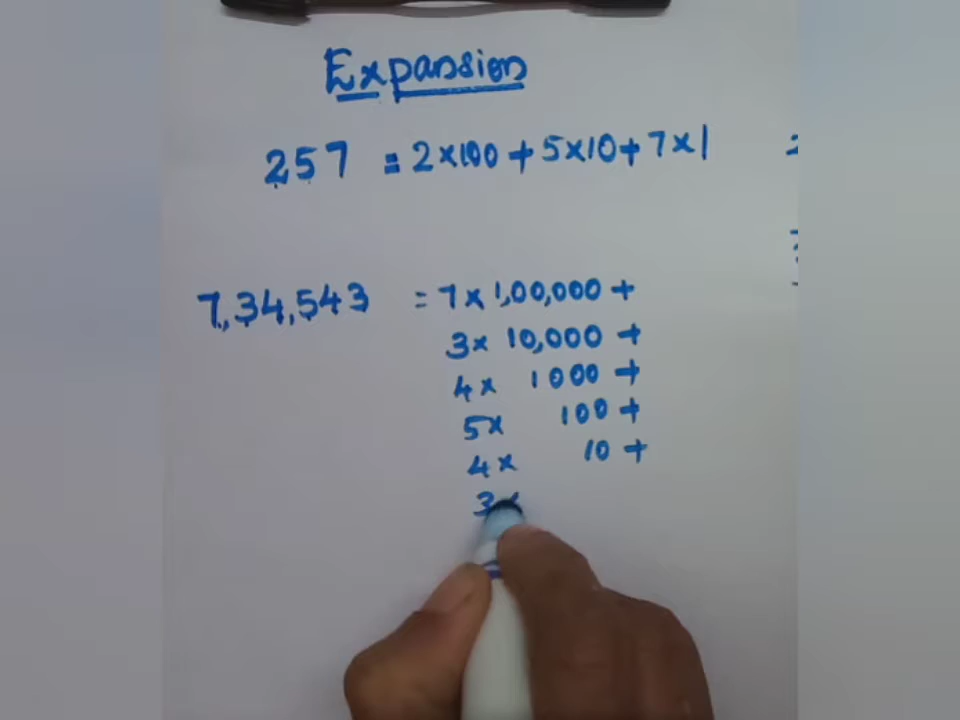 Expansion
257 = 2×100 + 5×10 + 7×1
7,34,543 = 7 × 1,00,000 +
3 × 10,000 +
4 × 1000 +
5 × 100 +
4 × 10 +
3 ×